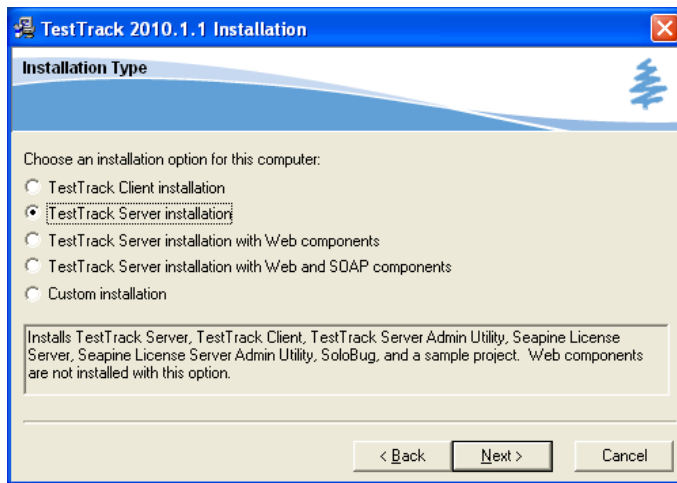 TestTrack 2010.1.1 Installation
Installation Type
Choose an installation option for this computer:
TestTrack Client installation
TestTrack Server installation
TestTrack Server installation with Web components
TestTrack Server installation with Web and SOAP components
Custom installation
Installs TestTrack Server, TestTrack Client, TestTrack Server Admin Utility, Seapine License
Server, Seapine License Server Admin Utility, SoloBug, and a sample project. Web components
are not installed with this option.
< Back Next > Cancel